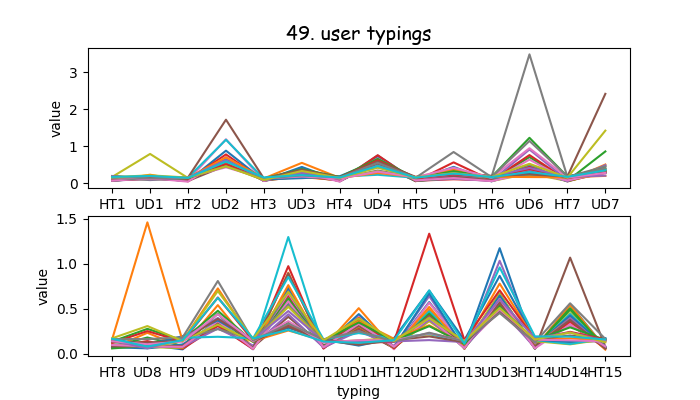 49. user typings
value
3
2
1
0
HT1 UD1 HT2 UD2 HT3 UD3 HT4 UD4 HT5 UD5 HT6 UD6 HT7 UD7
value
1.5
1.0
0.5
0.0
HT8 UD8 HT9 UD9 HT10 UD10 HT11 UD11 HT12 UD12 HT13 UD13 HT14 UD14 HT15
typing